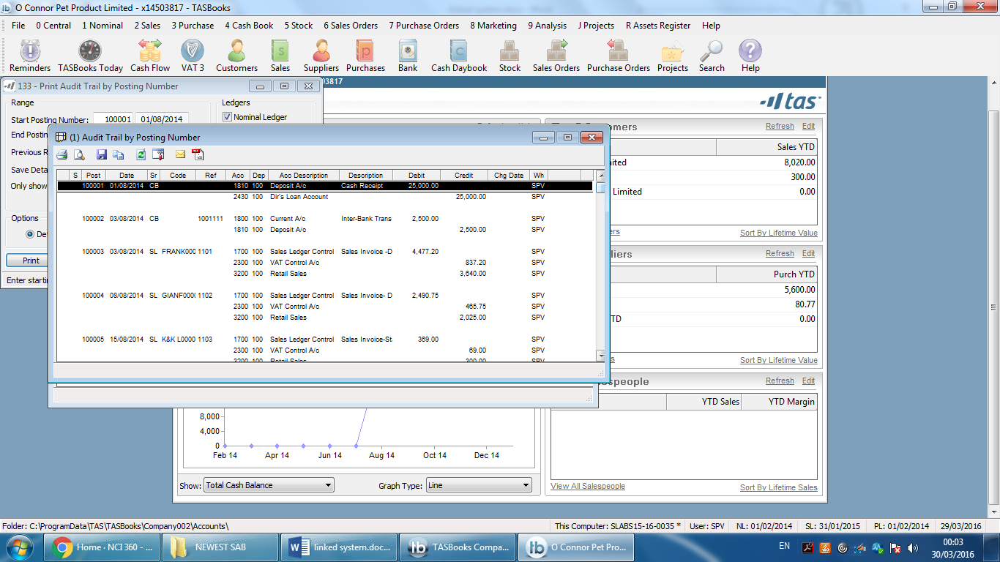 O Connor Pet Product Limited - x14503817 - TASBooks
File 0 Central 1 Nominal 2 Sales 3 Purchase 4 Cash Book 5 Stock 6 Sales Orders 7 Purchase Orders 8 Marketing 9 Analysis J Projects R Assets Register Help
Reminders TASBooks Today Cash Flow VAT 3 Customers Sales Suppliers Purchases Bank Cash Daybook Stock Sales Orders Purchase Orders Projects Search Help
133 - Print Audit Trail by Posting Number
03817
tas
Range Ledgers
Start Posting Number: 100001 01/08/2014 Nominal Ledger
End Postin
Previous R
Save Detai
Only show
Options
De
Print
Enter startin
(1) Audit Trail by Posting Number
S Post Date Sr Code Ref Acc Dep Acc Description Description Debit Credit Chg Date Wh
100001 01/08/2014 CB 1810 100 Deposit A/c Cash Receipt 25,000.00 SPV
2430 100 Dir's Loan Account 25,000.00 SPV
100002 03/08/2014 CB 1001111 1800 100 Current A/c Inter-Bank Trans 2,500.00 SPV
1810 100 Deposit A/c 2,500.00 SPV
100003 03/08/2014 SL FRANK000 1101 1700 100 Sales Ledger Control Sales Invoice -D 4,477.20 SPV
2300 100 VAT Control A/c 837.20 SPV
3200 100 Retail Sales 3,640.00 SPV
100004 08/08/2014 SL GIANF000 1102 1700 100 Sales Ledger Control Sales Invoice- D 2,490.75 SPV
2300 100 VAT Control A/c 465.75 SPV
3200 100 Retail Sales 2,025.00 SPV
100005 15/08/2014 SL K&K L0000 1103 1700 100 Sales Ledger Control Sales Invoice-St 369.00 SPV
2300 100 VAT Control A/c 69.00 SPV
3200 100 Retail Sales 300.00 SPV
omers Refresh Edit
Sales YTD
mited 8,020.00
300.00
Limited 0.00
ers Sort By Lifetime Value
liers Refresh Edit
Purch YTD
5,600.00
80.77
TD 0.00
s Sort By Lifetime Value
espeople Refresh Edit
YTD Sales YTD Margin
View All Salespeople Sort By Lifetime Sales
8,000
4,000
0
Feb 14 Apr 14 Jun 14 Aug 14 Oct 14 Dec 14
Show: Total Cash Balance Graph Type: Line
Folder: C:\ProgramData\TAS\TASBooks\Company002\Accounts\ This Computer: SLABS15-16-0035 * User: SPV NL: 01/02/2014 SL: 31/01/2015 PL: 01/02/2014 29/03/2016
Home - NCI 360 - ... NEWEST SAB linked system.doc... TASBooks Compa... O Connor Pet Pro... EN 00:03
30/03/2016